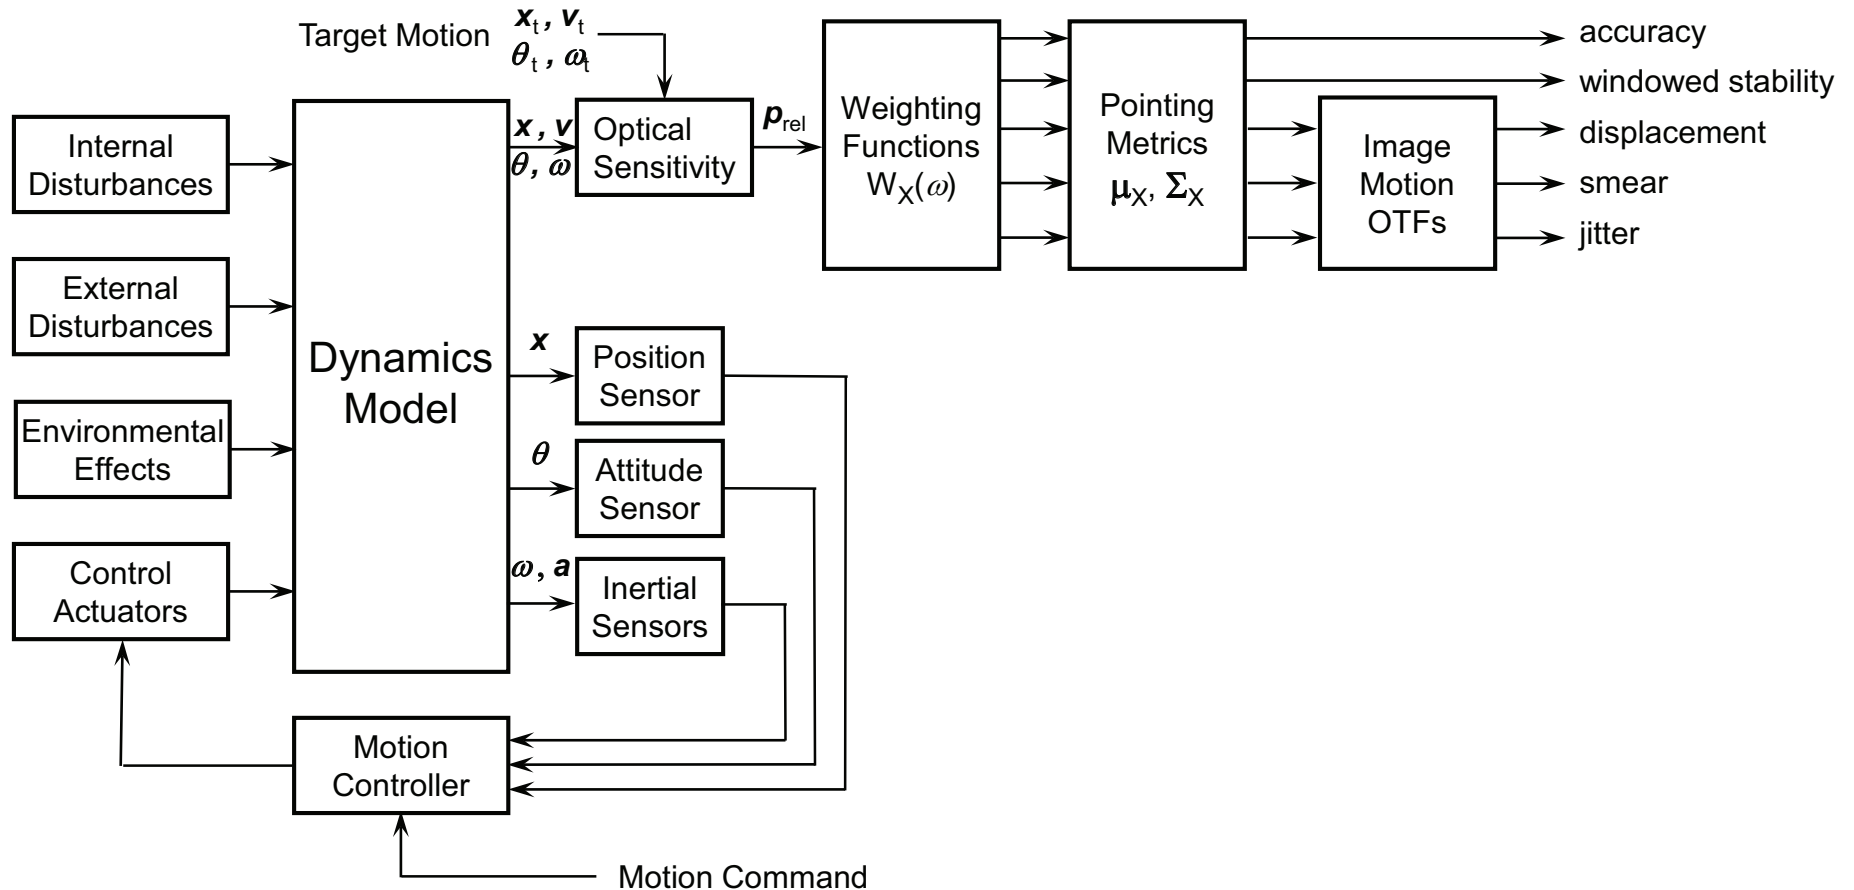 Target Motion
x_t, v_t
θ_t, ω_t
Internal
Disturbances
External
Disturbances
Environmental
Effects
Control
Actuators
Dynamics
Model
x, v
θ, ω
Optical
Sensitivity
p_rel
Weighting
Functions
W_X(ω)
Pointing
Metrics
μ_X, Σ_X
Image
Motion
OTFs
accuracy
windowed stability
displacement
smear
jitter
x
Position
Sensor
θ
Attitude
Sensor
ω, a
Inertial
Sensors
Motion
Controller
Motion Command